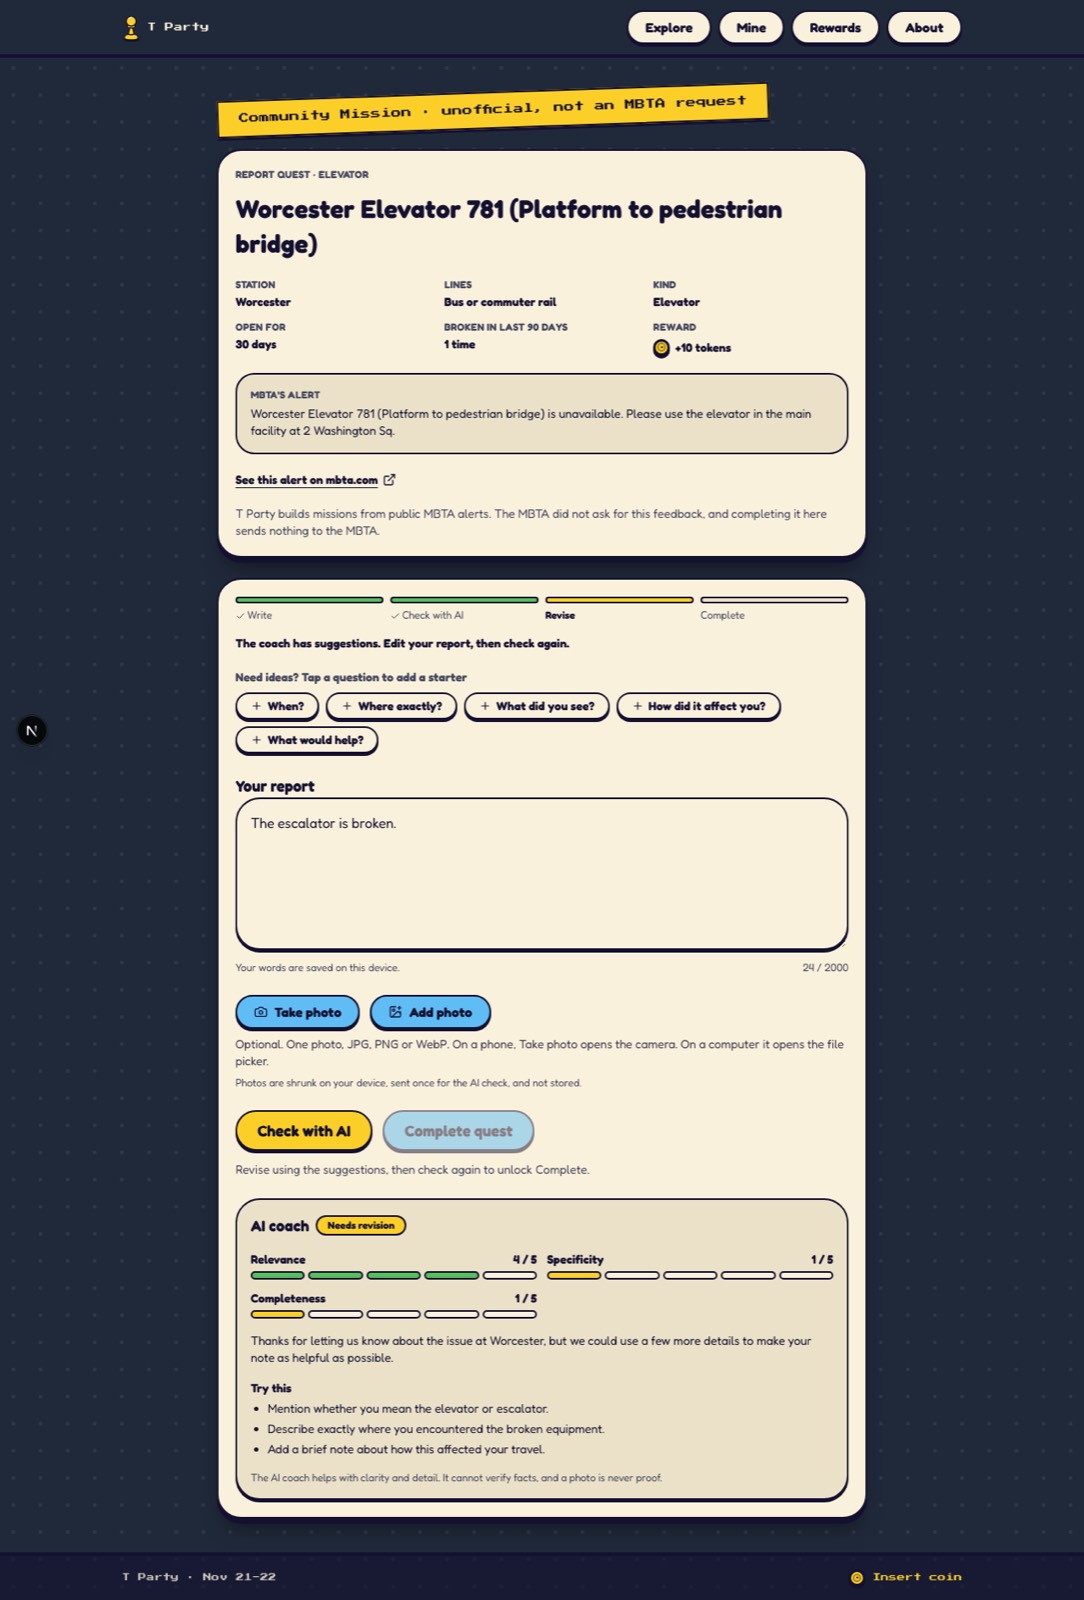 T Party
Explore
Mine
Rewards
About
Community Mission · unofficial, not an MBTA request
REPORT QUEST · ELEVATOR
Worcester Elevator 781 (Platform to pedestrian
bridge)
STATION
LINES
KIND
Worcester
Bus or commuter rail
Elevator
OPEN FOR
BROKEN IN LAST 90 DAYS
REWARD
30 days
1 time
+10 tokens
MBTA'S ALERT
Worcester Elevator 781 (Platform to pedestrian bridge) is unavailable. Please use the elevator in the main
facility at 2 Washington Sq.
See this alert on mbta.com
T Party builds missions from public MBTA alerts. The MBTA did not ask for this feedback, and completing it here
sends nothing to the MBTA.
✓ Write
✓ Check with AI
Revise
Complete
The coach has suggestions. Edit your report, then check again.
Need ideas? Tap a question to add a starter
+ When?
+ Where exactly?
+ What did you see?
+ How did it affect you?
+ What would help?
N
Your report
The escalator is broken.
Your words are saved on this device.
24 / 2000
Take photo
Add photo
Optional. One photo, JPG, PNG or WebP. On a phone, Take photo opens the camera. On a computer it opens the file
picker.
Photos are shrunk on your device, sent once for the AI check, and not stored.
Check with AI
Complete quest
Revise using the suggestions, then check again to unlock Complete.
AI coach
Needs revision
Relevance
4 / 5
Specificity
1 / 5
Completeness
1 / 5
Thanks for letting us know about the issue at Worcester, but we could use a few more details to make your
note as helpful as possible.
Try this
• Mention whether you mean the elevator or escalator.
• Describe exactly where you encountered the broken equipment.
• Add a brief note about how this affected your travel.
The AI coach helps with clarity and detail. It cannot verify facts, and a photo is never proof.
T Party · Nov 21–22
Insert coin